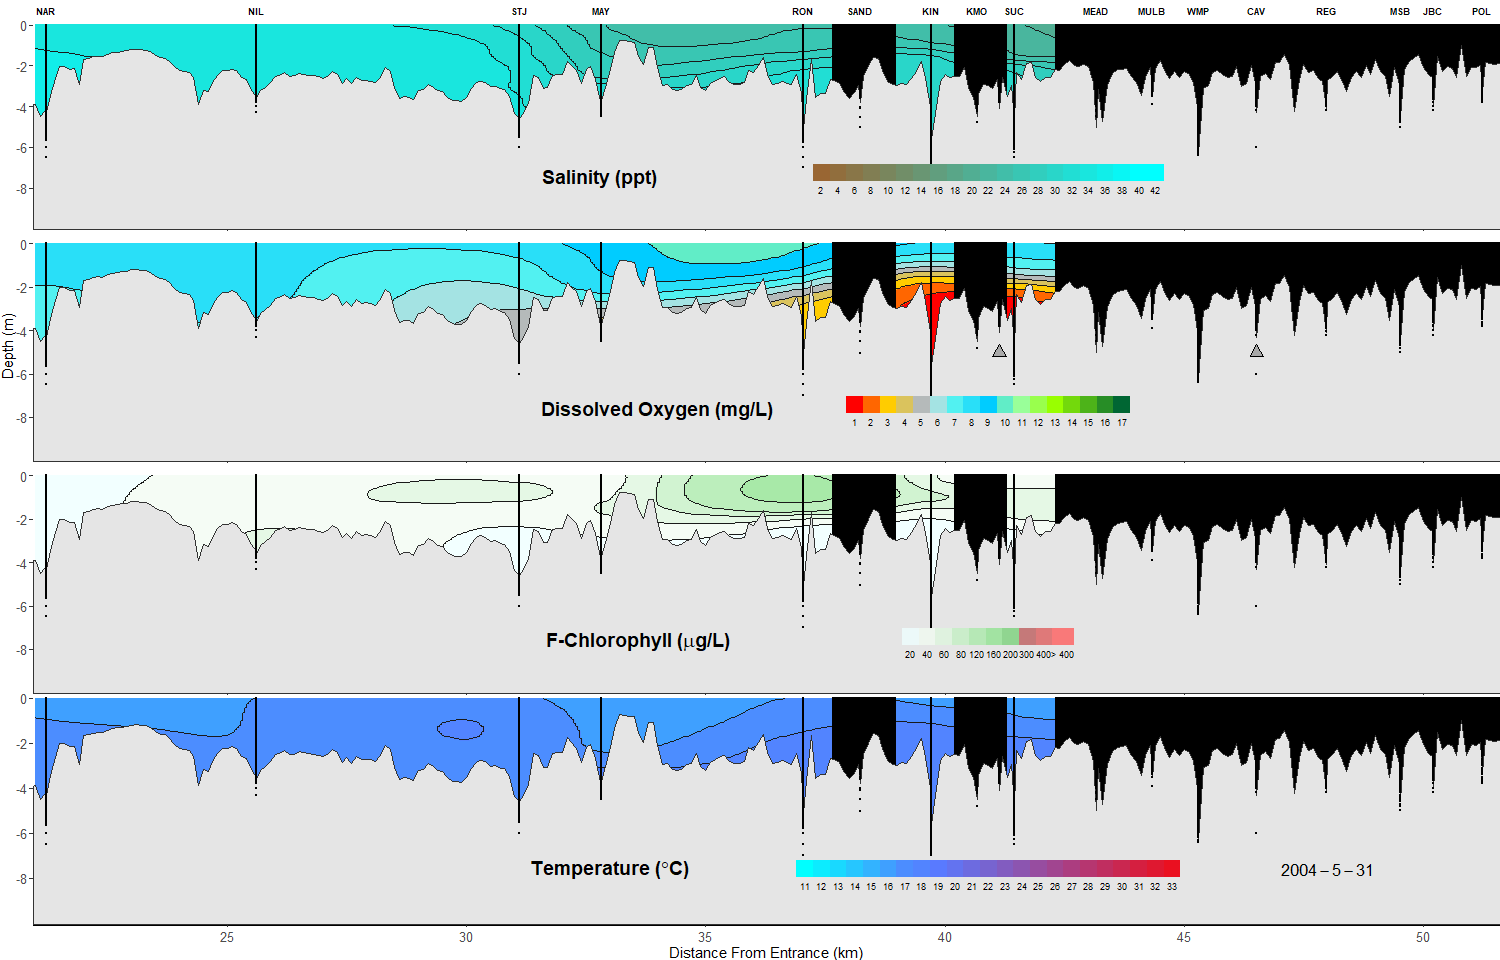 NAR NIL STJ MAY RON SAND KIN KMO SUC MEAD MULB WMP CAV REG MSB JBC POL
0
-2
-4
-6
-8
Salinity (ppt)
2 4 6 8 10 12 14 16 18 20 22 24 26 28 30 32 34 36 38 40 42
0
-2
-4
-6
-8
Depth (m)
Dissolved Oxygen (mg/L)
1 2 3 4 5 6 7 8 9 10 11 12 13 14 15 16 17
0
-2
-4
-6
-8
F-Chlorophyll (µg/L)
20 40 60 80 120 160 200 300 400> 400
0
-2
-4
-6
-8
Temperature (°C)
11 12 13 14 15 16 17 18 19 20 21 22 23 24 25 26 27 28 29 30 31 32 33
2004 – 5 – 31
25 30 35 40 45 50
Distance From Entrance (km)